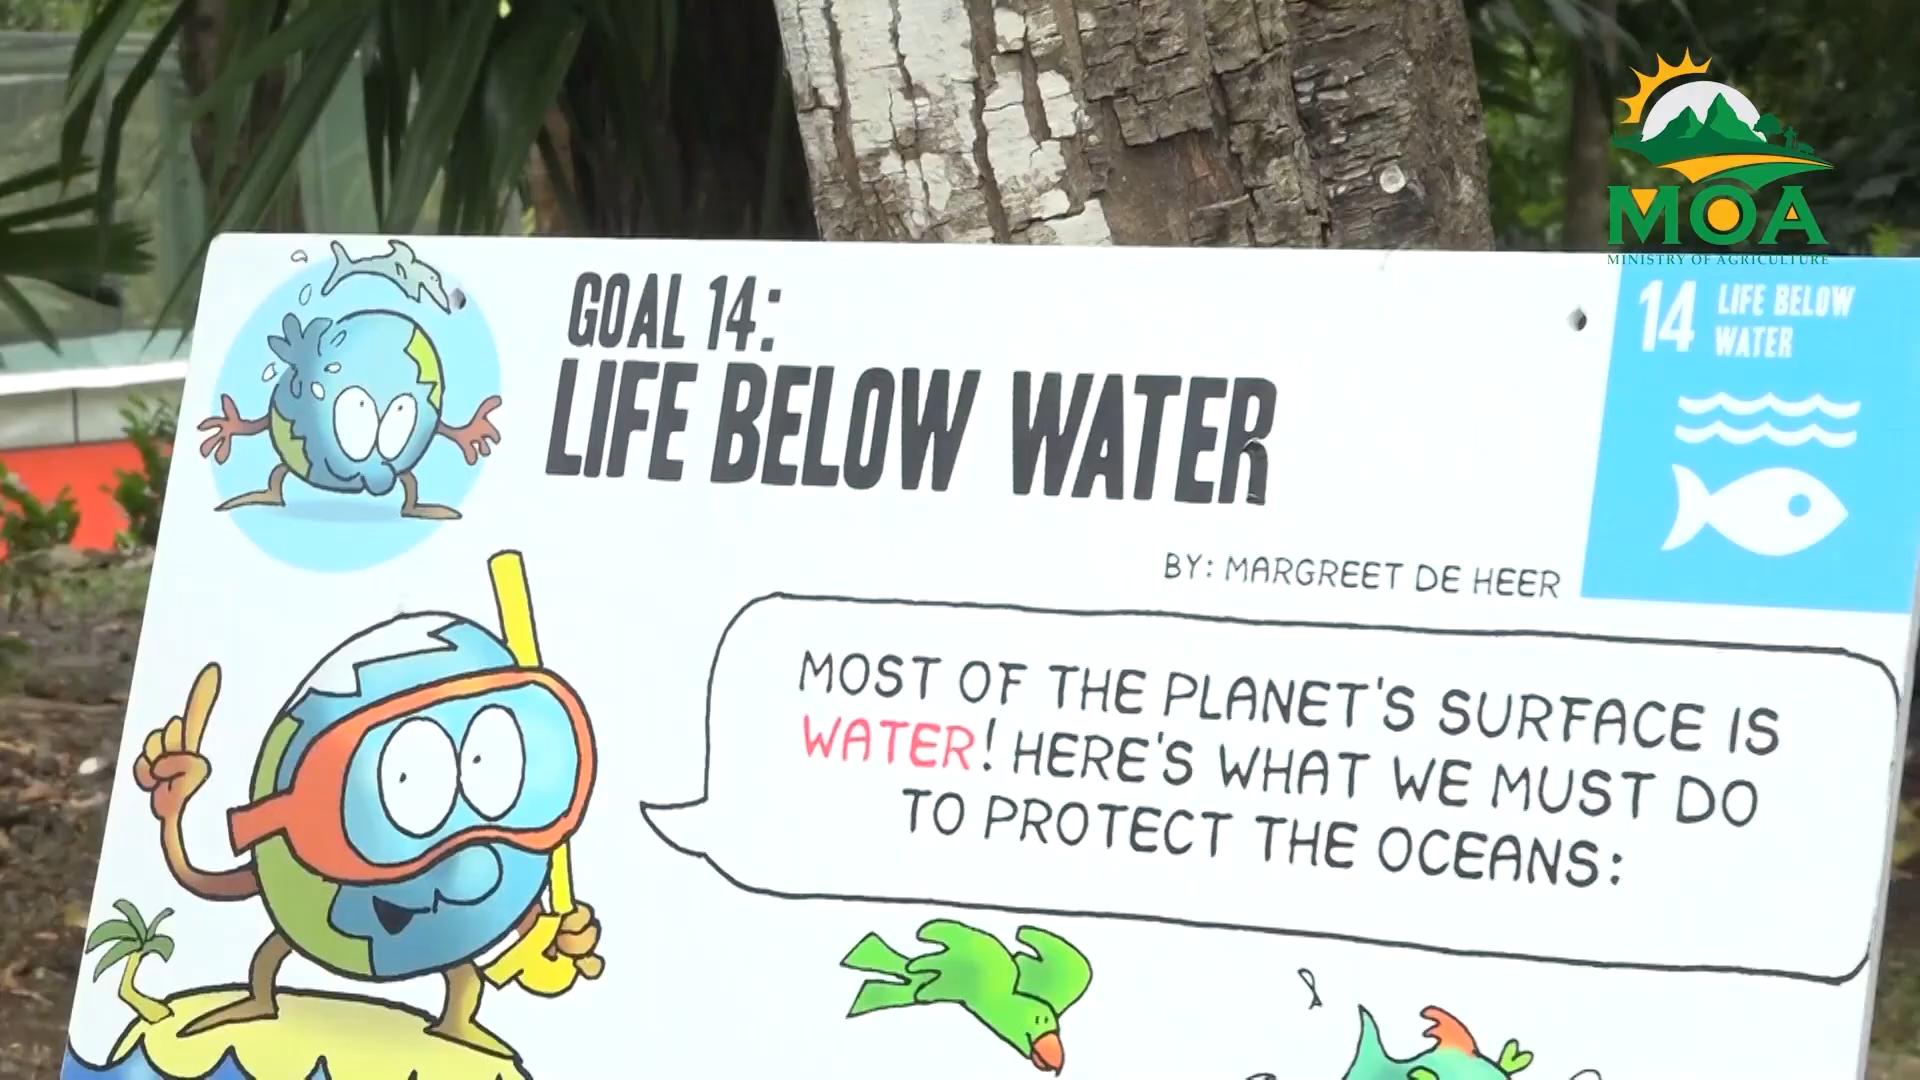 MOA
MINISTRY OF AGRICULTURE
GOAL 14:
LIFE BELOW WATER
14 LIFE BELOW
WATER
BY: MARGREET DE HEER
MOST OF THE PLANET'S SURFACE IS
WATER! HERE'S WHAT WE MUST DO
TO PROTECT THE OCEANS: